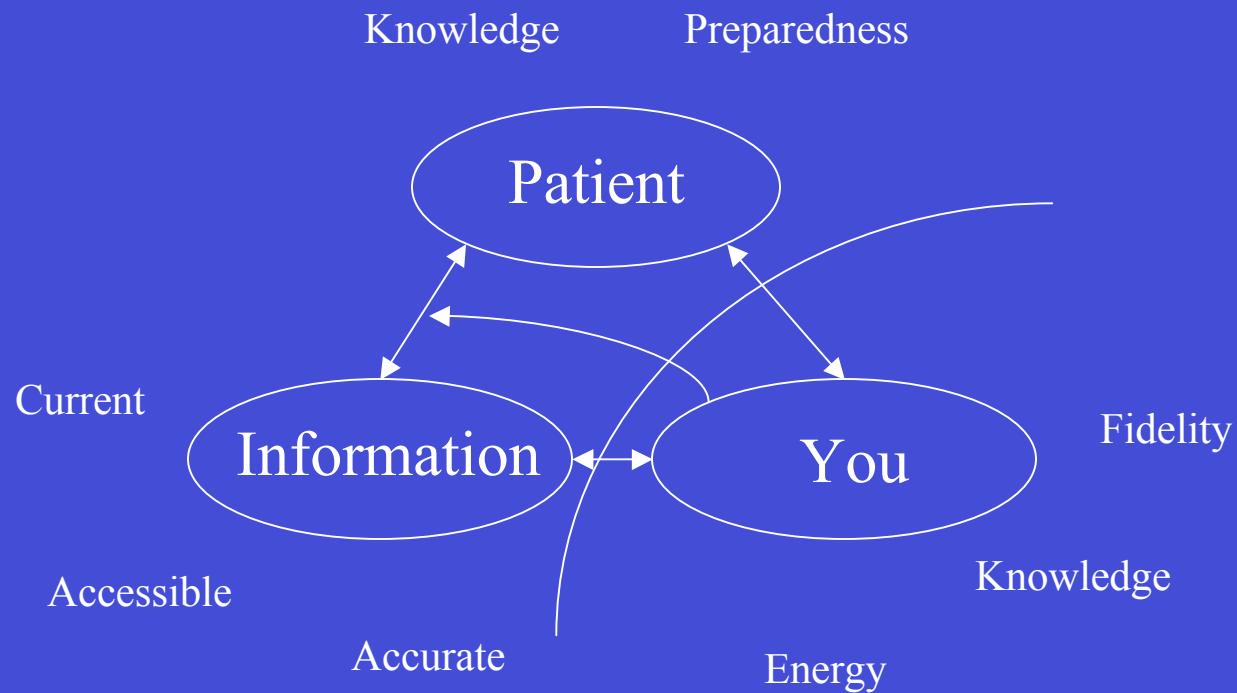 Knowledge Preparedness
Patient
Current
Information
You
Fidelity
Accessible
Knowledge
Accurate
Energy